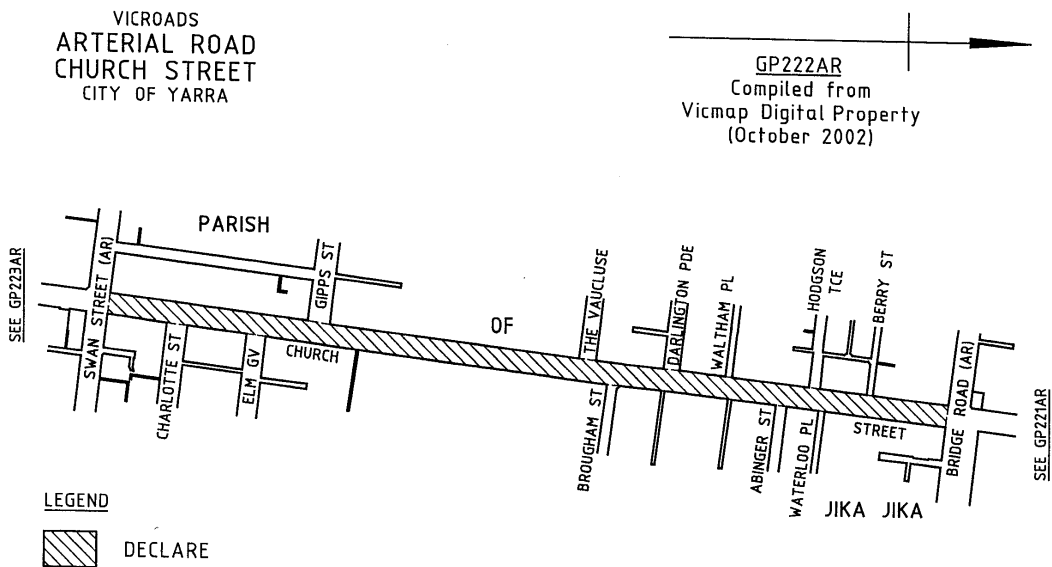 VICROADS
ARTERIAL ROAD
CHURCH STREET
CITY OF YARRA
GP222AR
Compiled from
Vicmap Digital Property
(October 2002)
SEE GP223AR
PARISH
SWAN STREET (AR)
GIPPS ST
CHARLOTTE ST
ELM GV
CHURCH
OF
THE VAUCLUSE
DARLINGTON PDE
WALTHAM PL
HODGSON
TCE
BERRY ST
BROUGHAM ST
ABINGER ST
WATERLOO PL
STREET
BRIDGE ROAD (AR)
SEE GP221AR
JIKA JIKA
LEGEND
DECLARE